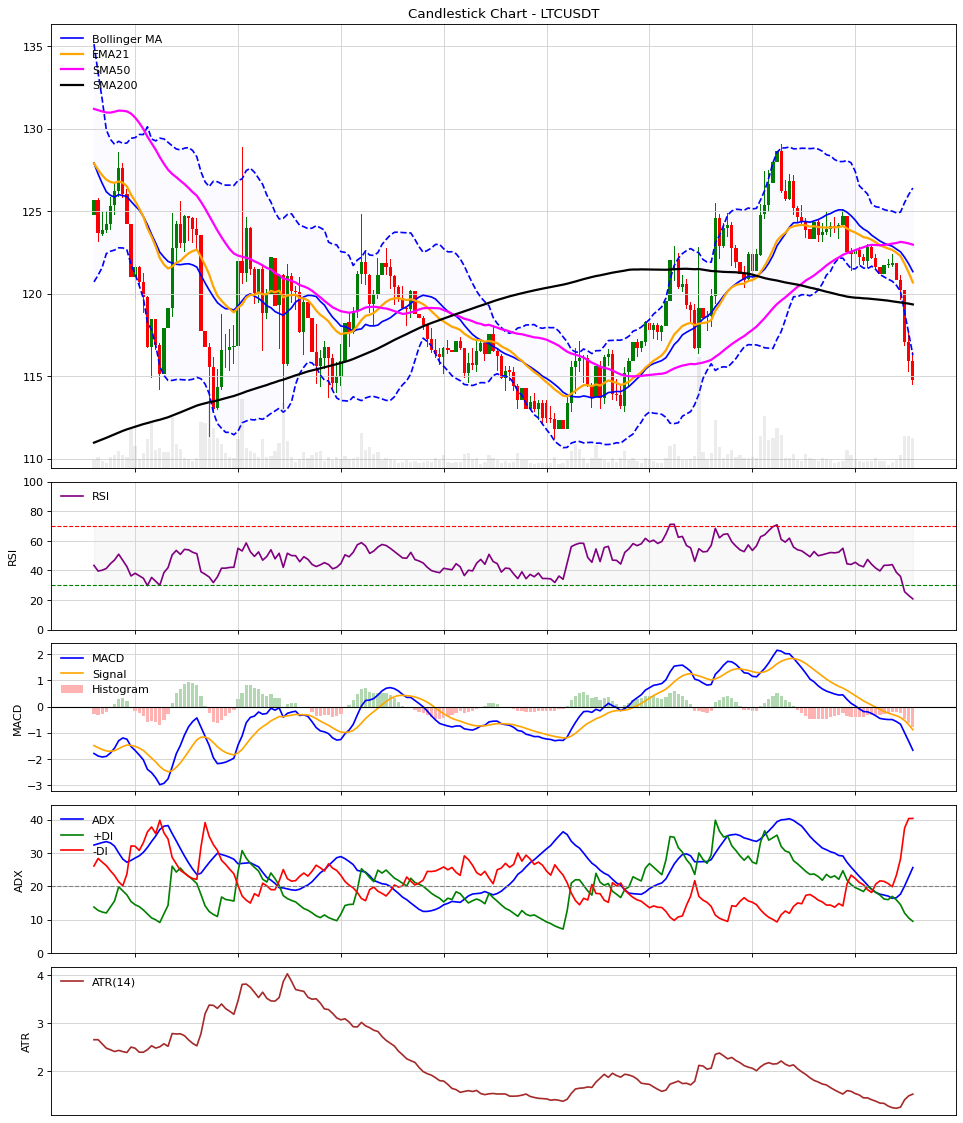 Candlestick Chart - LTCUSDT
Bollinger MA
EMA21
SMA50
SMA200
135
130
125
120
115
110
RSI
100
80
60
40
20
0
RSI
MACD
Signal
Histogram
2
1
0
−1
−2
−3
MACD
ADX
+DI
-DI
40
30
20
10
0
ADX
ATR(14)
4
3
2
ATR